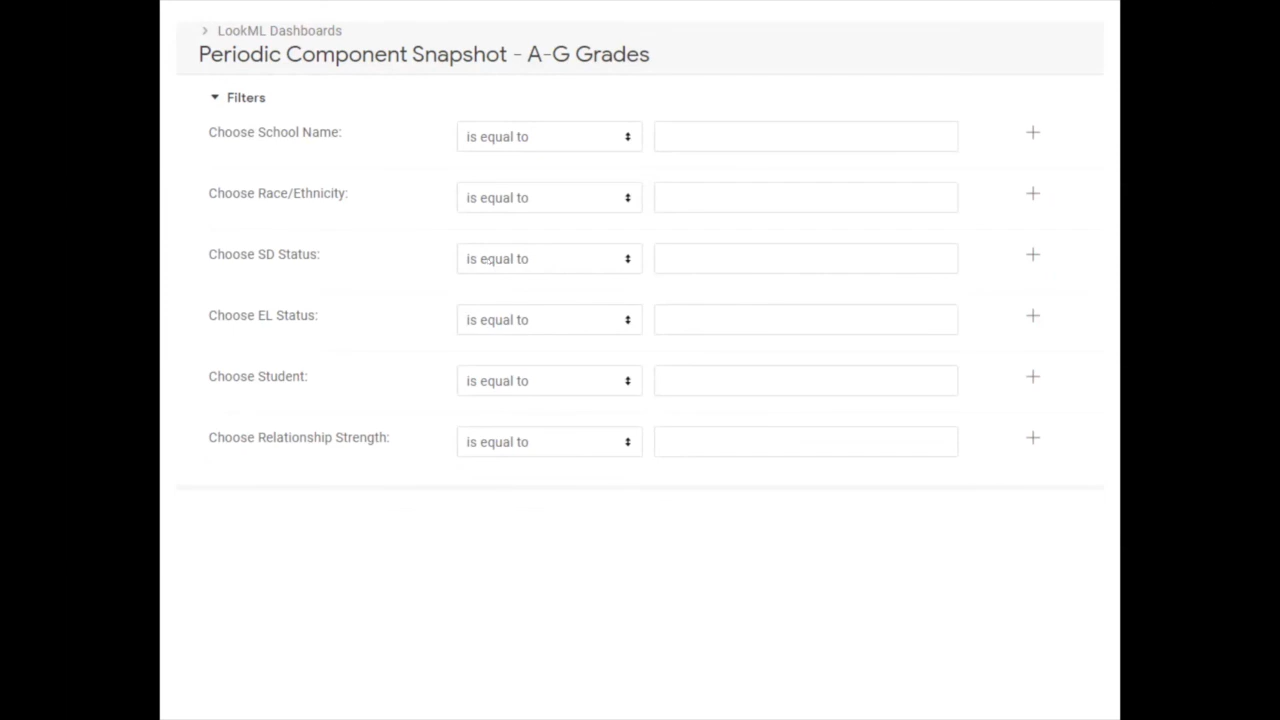 LookML Dashboards
Periodic Component Snapshot - A-G Grades
Filters
Choose School Name: is equal to
Choose Race/Ethnicity: is equal to
Choose SD Status: is equal to
Choose EL Status: is equal to
Choose Student: is equal to
Choose Relationship Strength: is equal to